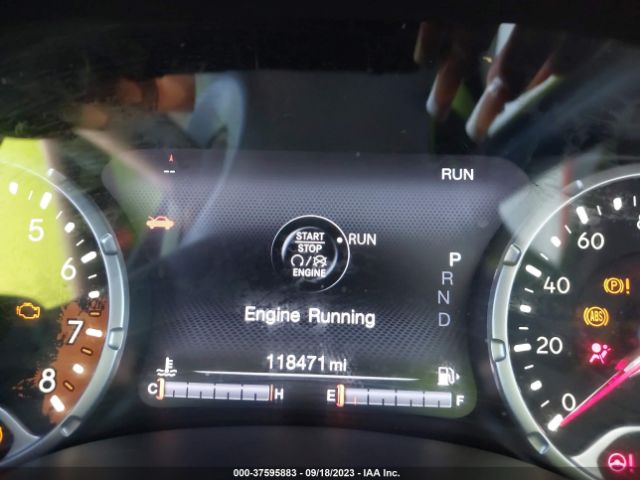 --
RUN
START
STOP
ENGINE
RUN
P
R
N
D
Engine Running
118471 mi
C H
E F
5
6
7
8
60
40
20
0
(P)!
ABS
!
000-37595883 - 09/18/2023 - IAA Inc.